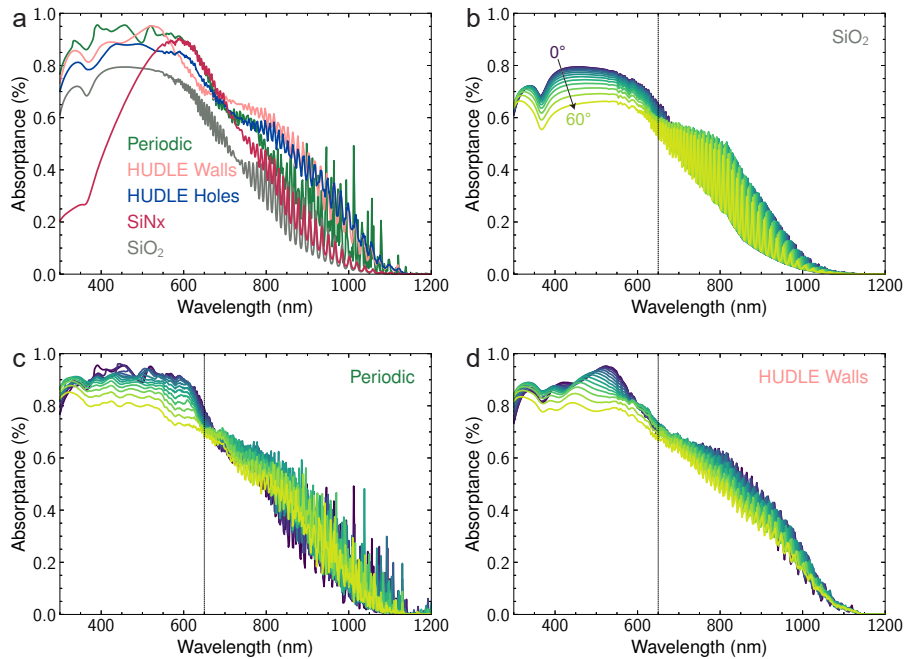 a
1.0
0.8
0.6
0.4
0.2
0.0
Absorptance (%)
Periodic
HUDLE Walls
HUDLE Holes
SiNx
SiO₂
400 600 800 1000 1200
Wavelength (nm)
b
1.0
0.8
0.6
0.4
0.2
0.0
Absorptance (%)
SiO₂
0°
60°
400 600 800 1000 1200
Wavelength (nm)
c
1.0
0.8
0.6
0.4
0.2
0.0
Absorptance (%)
Periodic
400 600 800 1000 1200
Wavelength (nm)
d
1.0
0.8
0.6
0.4
0.2
0.0
Absorptance (%)
HUDLE Walls
400 600 800 1000 1200
Wavelength (nm)